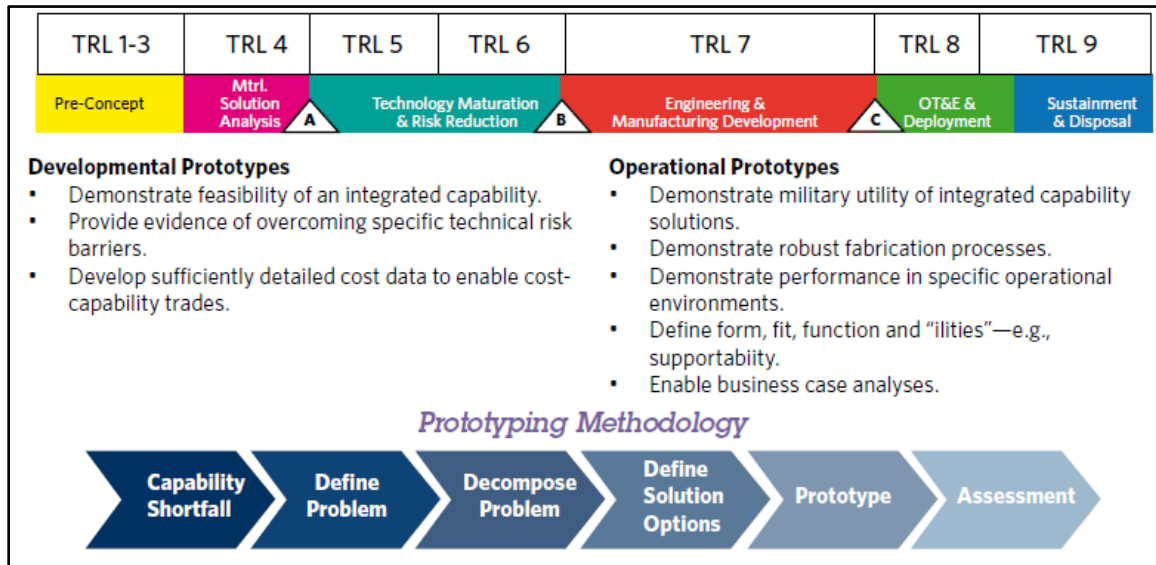 TRL 1-3 TRL 4 TRL 5 TRL 6 TRL 7 TRL 8 TRL 9
Pre-Concept
Mtrl.
Solution
Analysis
A
Technology Maturation
& Risk Reduction
B
Engineering &
Manufacturing Development
C
OT&E &
Deployment
Sustainment
& Disposal
Developmental Prototypes
• Demonstrate feasibility of an integrated capability.
• Provide evidence of overcoming specific technical risk
barriers.
• Develop sufficiently detailed cost data to enable cost-
capability trades.
Operational Prototypes
• Demonstrate military utility of integrated capability
solutions.
• Demonstrate robust fabrication processes.
• Demonstrate performance in specific operational
environments.
• Define form, fit, function and “ilities”—e.g.,
supportabiity.
• Enable business case analyses.
Prototyping Methodology
Capability
Shortfall
Define
Problem
Decompose
Problem
Define
Solution
Options
Prototype
Assessment